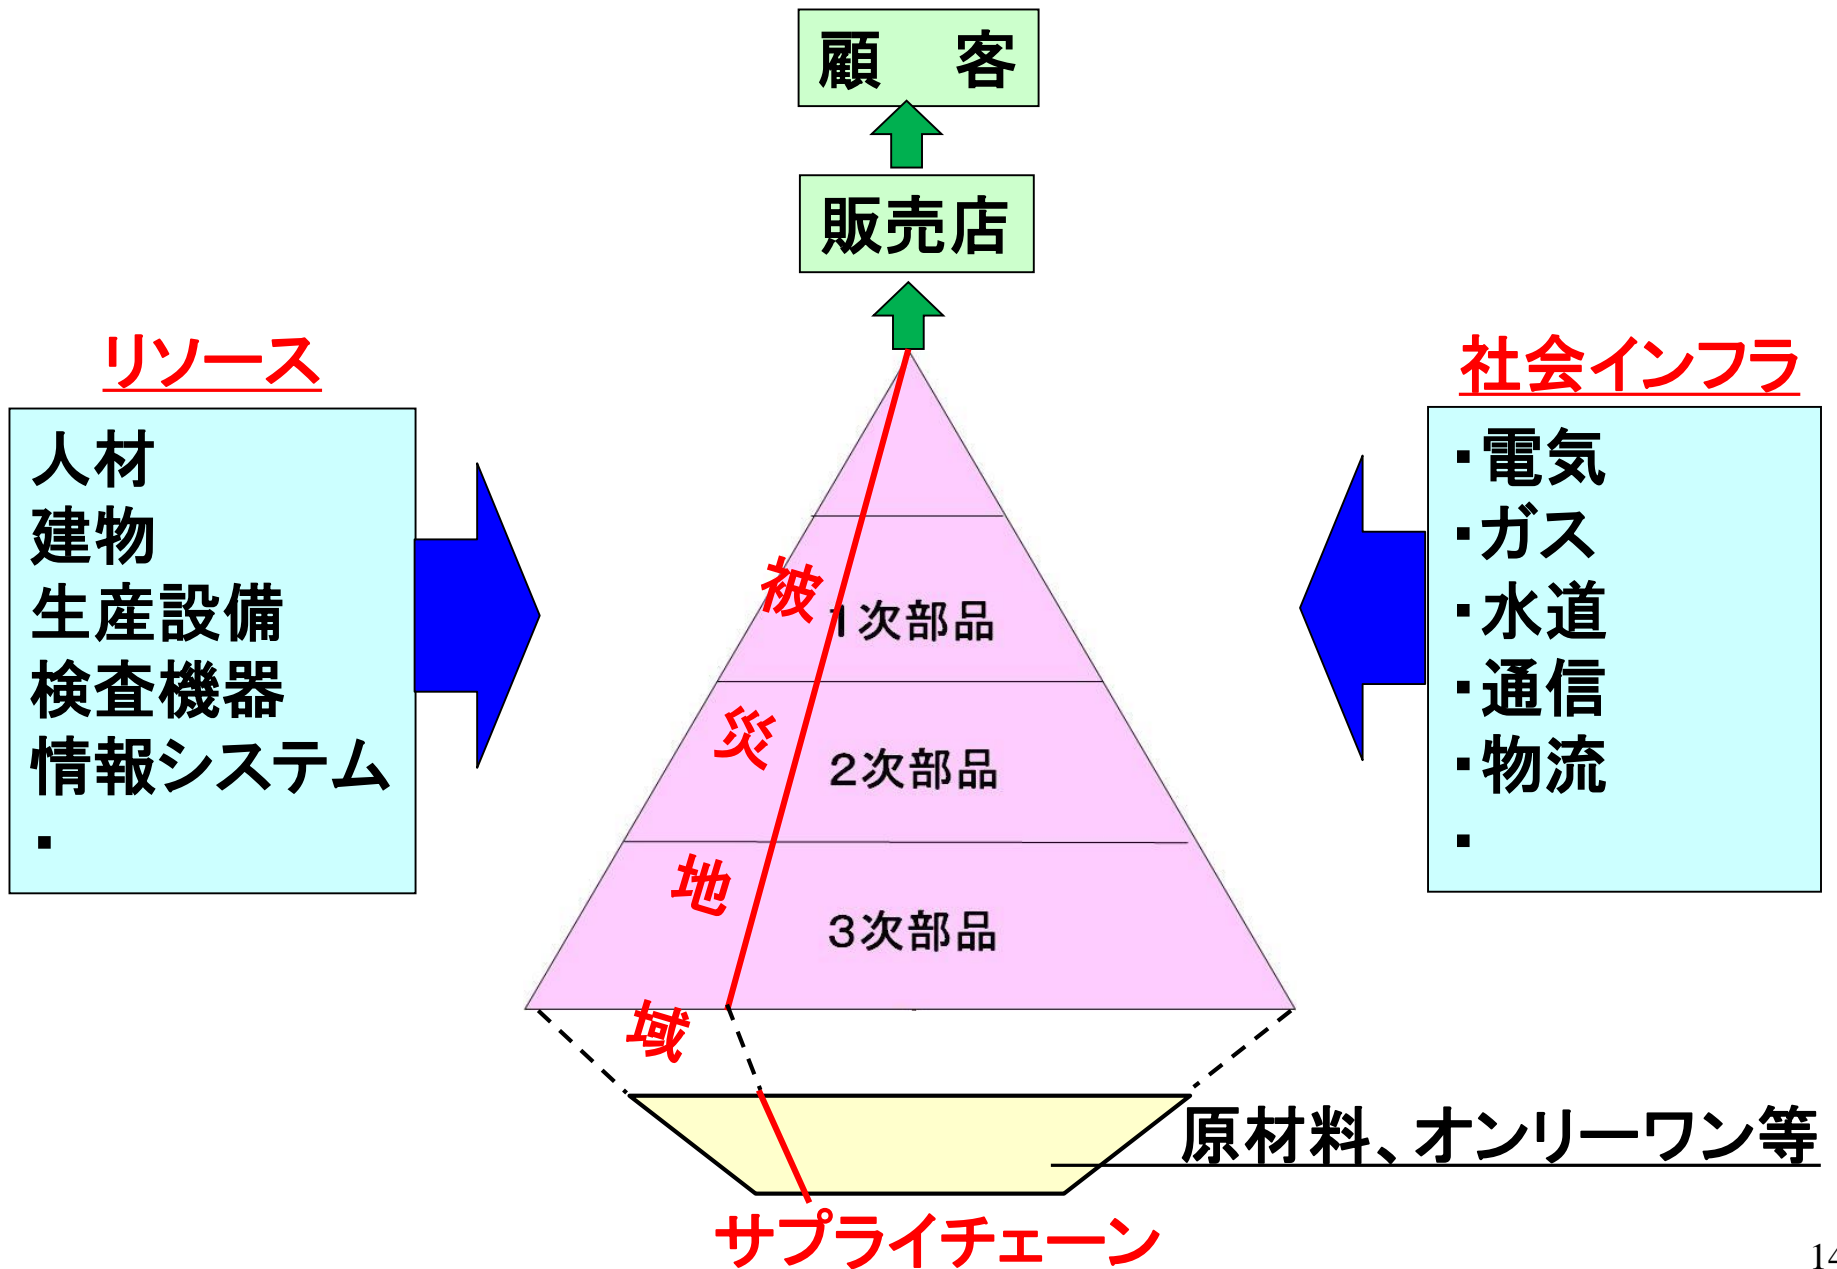 顧　客
販売店
リソース
人材
建物
生産設備
検査機器
情報システム
・
社会インフラ
・電気
・ガス
・水道
・通信
・物流
・
被災地域
1次部品
2次部品
3次部品
原材料、オンリーワン等
サプライチェーン
14